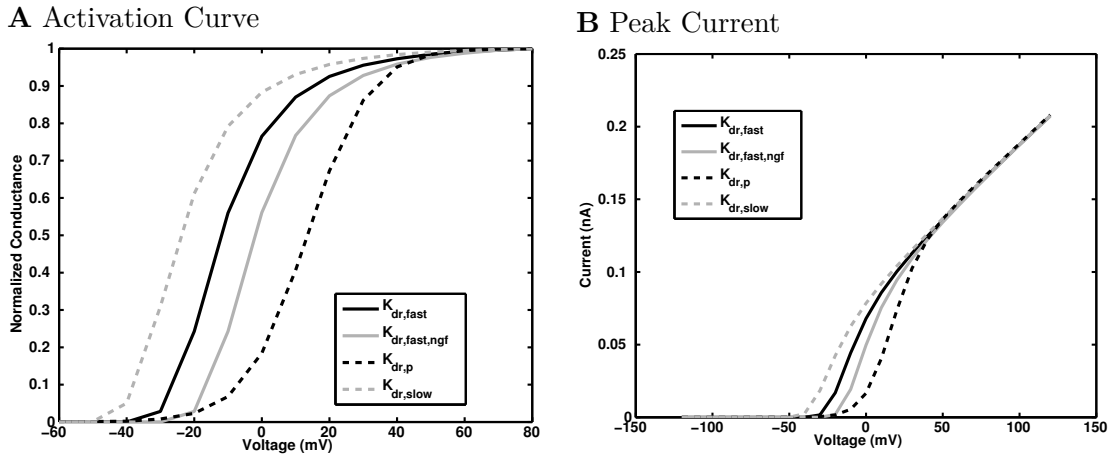 A Activation Curve
Normalized Conductance
1
0.9
0.8
0.7
0.6
0.5
0.4
0.3
0.2
0.1
0
−60
−40
−20
0
20
40
60
80
Voltage (mV)
Kdr,fast
Kdr,fast,ngf
Kdr,p
Kdr,slow
B Peak Current
Current (nA)
0.25
0.2
0.15
0.1
0.05
0
−150
−100
−50
0
50
100
150
Voltage (mV)
Kdr,fast
Kdr,fast,ngf
Kdr,p
Kdr,slow